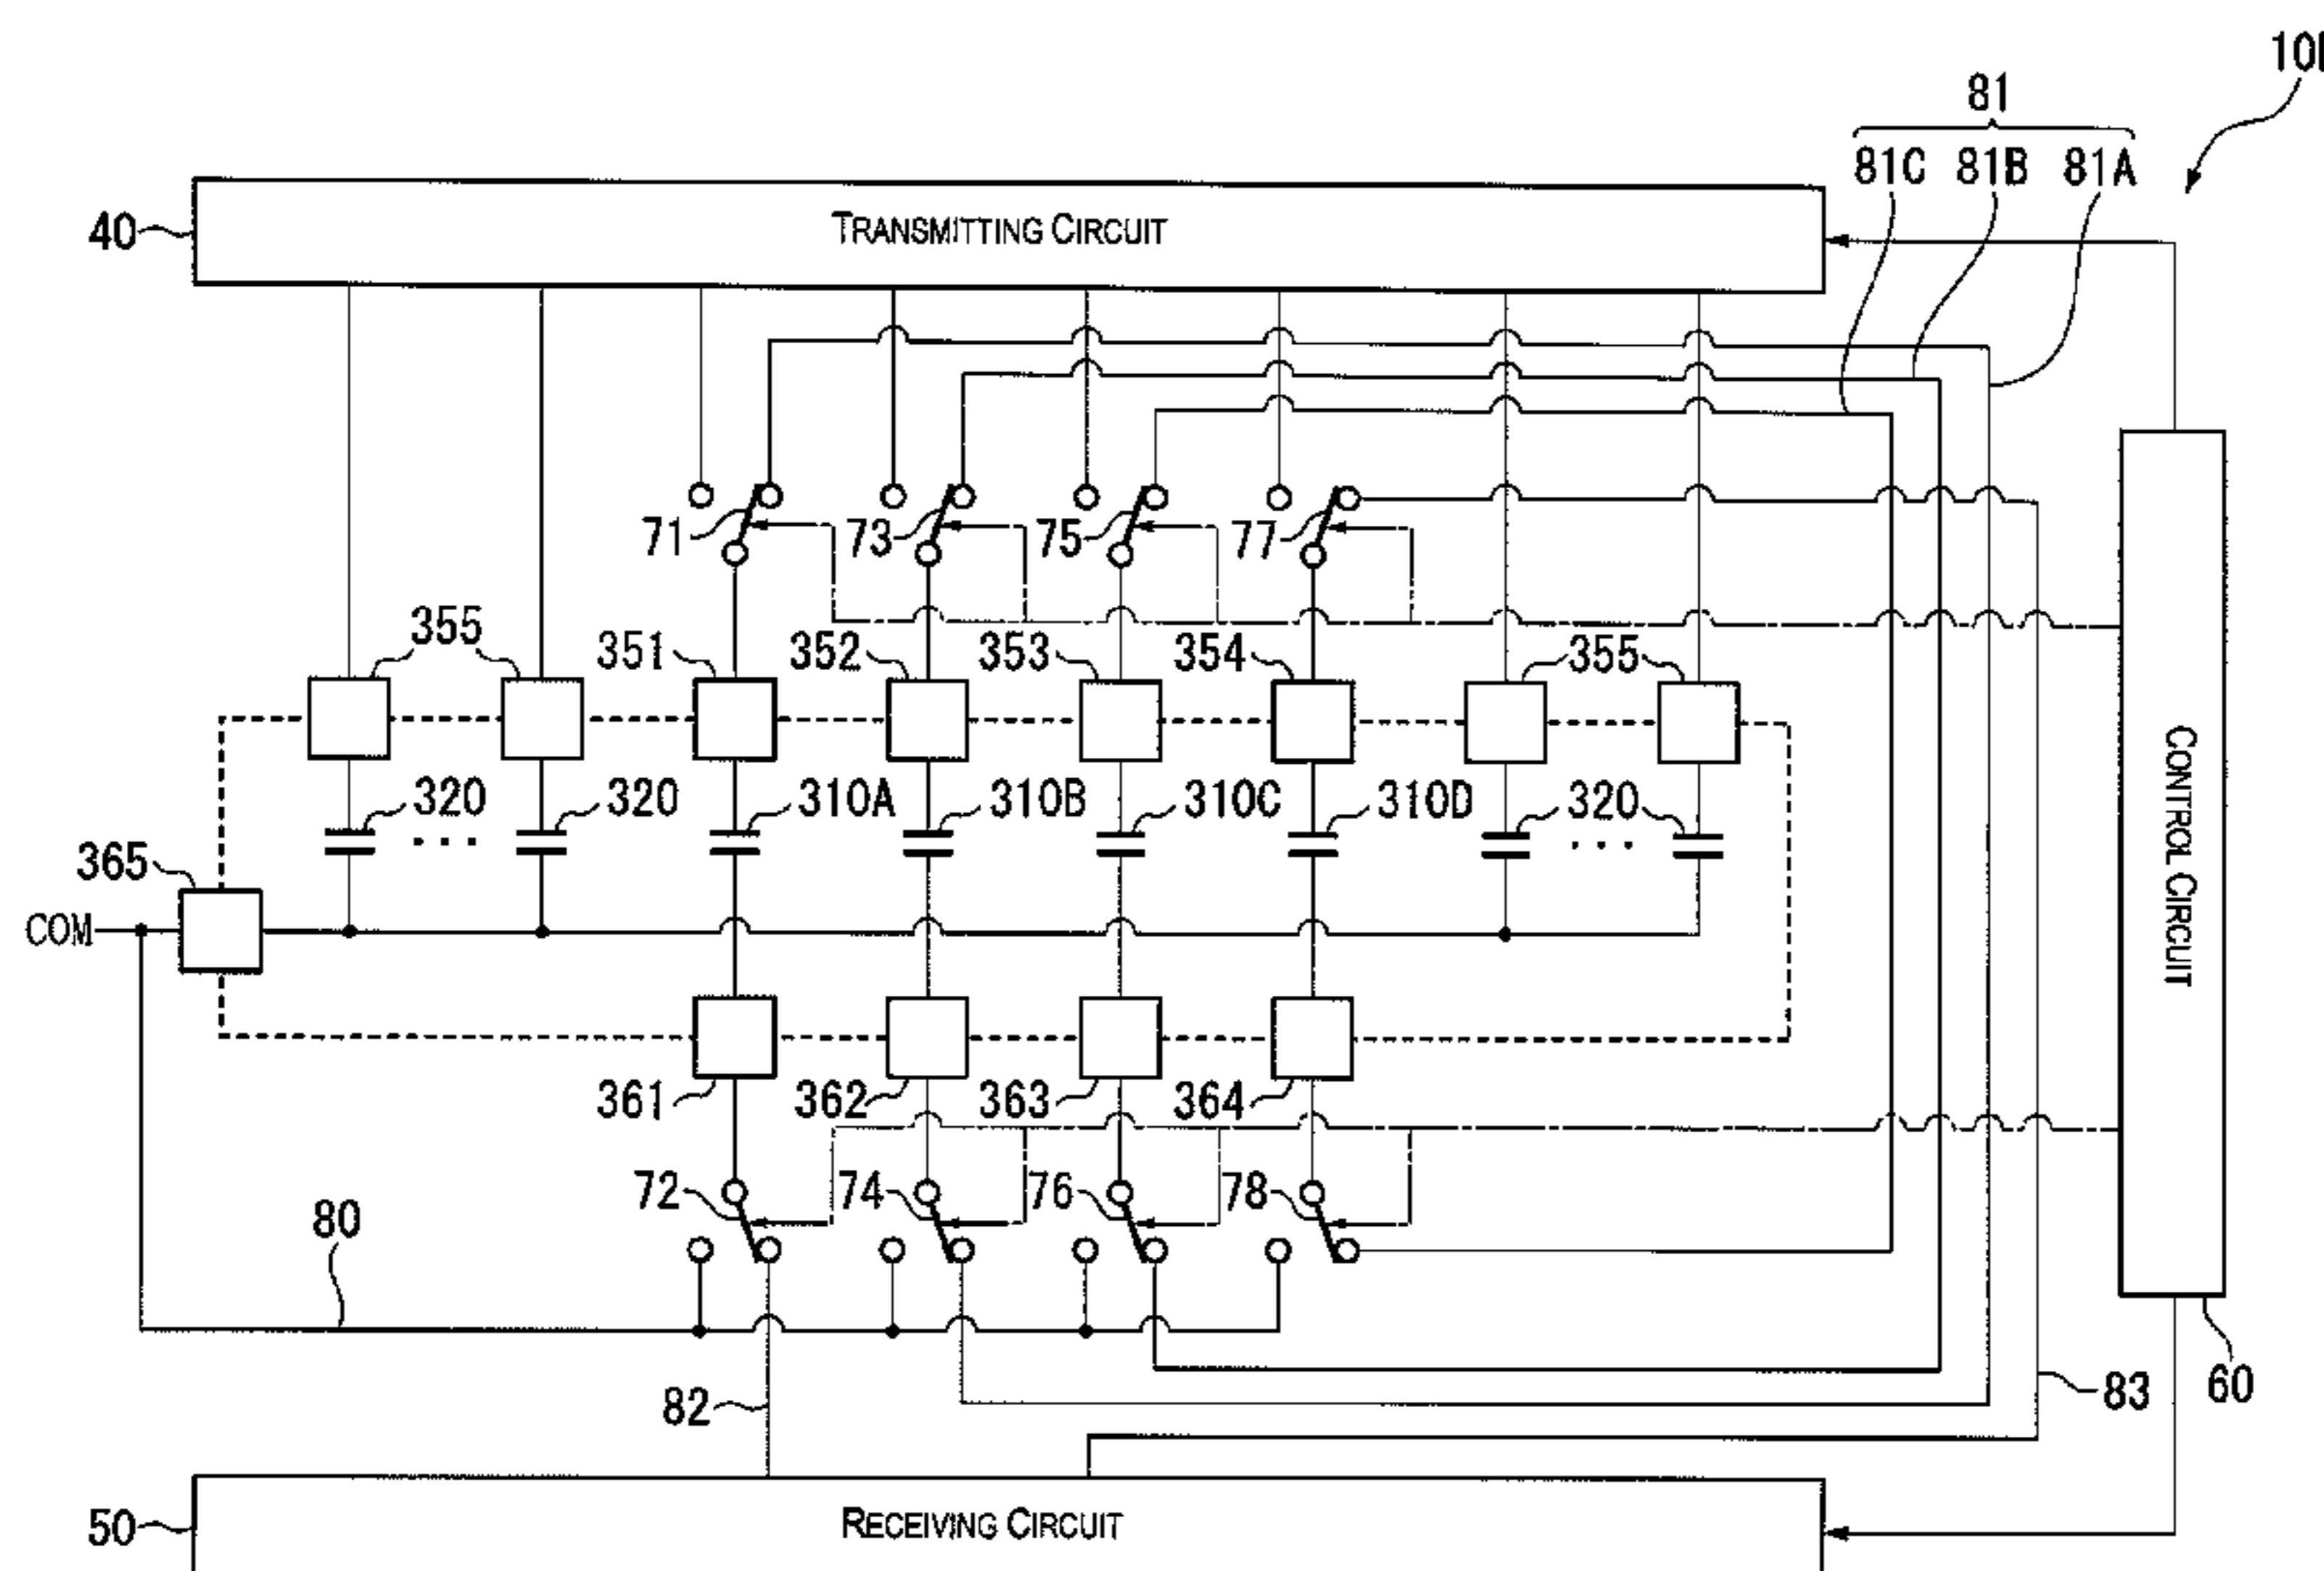 10
81
81C 81B 81A
40
TRANSMITTING CIRCUIT
71 73 75 77
355 351 352 353 354 355
320 320 310A 310B 310C 310D 320
365
COM
CONTROL CIRCUIT
361 362 363 364
72 74 76 78
80
82
83
60
50
RECEIVING CIRCUIT